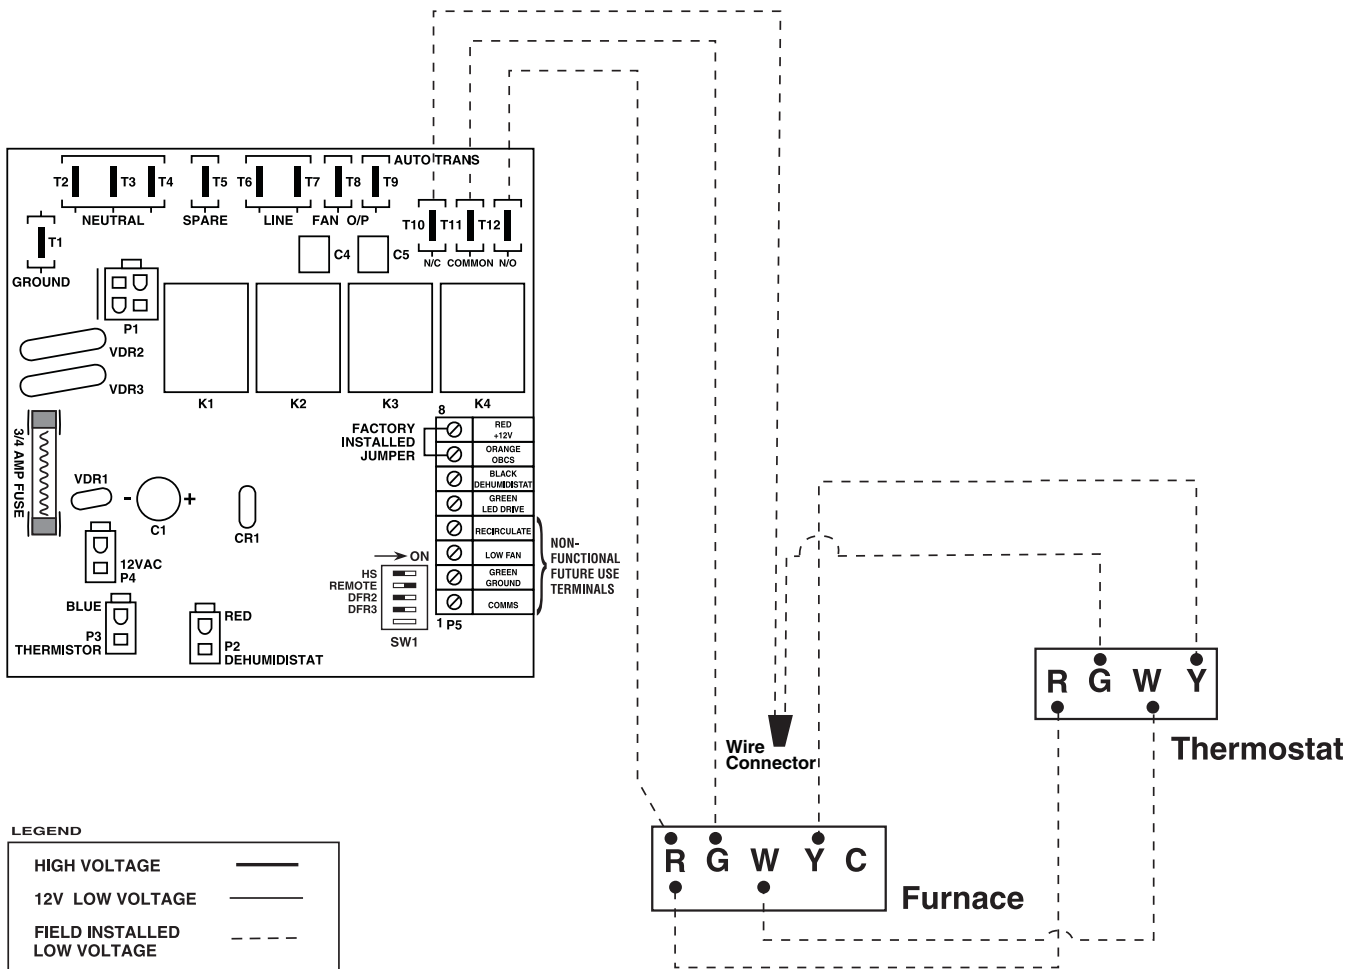 AUTO TRANS
T2 T3 T4 T5 T6 T7 T8 T9
NEUTRAL SPARE LINE FAN O/P
T10 T11 T12
N/C COMMON N/O
T1
GROUND
C4 C5
P1
VDR2
VDR3
K1 K2 K3 K4
3/4 AMP FUSE
VDR1
- +
C1
CR1
12VAC
P4
BLUE
P3
THERMISTOR
RED
P2
DEHUMIDISTAT
FACTORY
INSTALLED
JUMPER
8
RED
+12V
ORANGE
OBCS
BLACK
DEHUMIDISTAT
GREEN
LED DRIVE
RECIRCULATE
LOW FAN
GREEN
GROUND
COMMS
1 P5
NON-
FUNCTIONAL
FUTURE USE
TERMINALS
ON
HS
REMOTE
DFR2
DFR3
SW1
Wire
Connector
R G W Y
Thermostat
R G W Y C
Furnace
LEGEND
HIGH VOLTAGE
12V LOW VOLTAGE
FIELD INSTALLED
LOW VOLTAGE